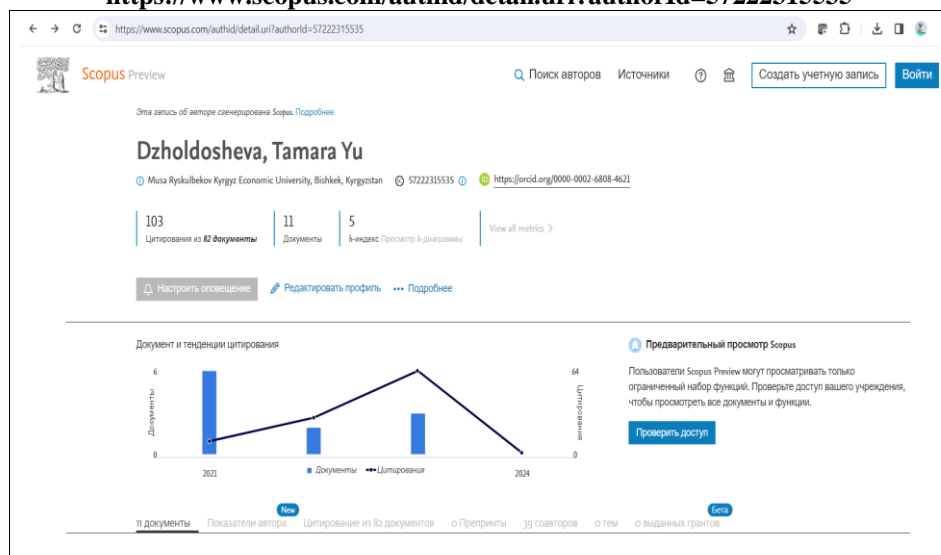 https://www.scopus.com/authid/detail.uri?authorId=57222315535
https://www.scopus.com/authid/detail.uri?authorId=57222315535
Scopus Preview
Поиск авторов Источники Создать учетную запись Войти
Эта запись об авторе сгенерирована Scopus. Подробнее
Dzholdosheva, Tamara Yu
Musa Ryskulbekov Kyrgyz Economic University, Bishkek, Kyrgyzstan 57222315535 https://orcid.org/0000-0002-6808-4621
103 11 5
Цитирования из 82 документы Документы h-индекс Просмотр h-диаграммы View all metrics >
Настроить оповещение Редактировать профиль Подробнее
Документ и тенденции цитирования
Предварительный просмотр Scopus
Пользователи Scopus Preview могут просматривать только
ограниченный набор функций. Проверьте доступ вашего учреждения,
чтобы просмотреть все документы и функции.
Проверить доступ
6 64
Документы Цитирования
0 0
2021 2024
Документы Цитирования
New Бета
11 документы Показатели автора Цитирование из 82 документов 0 Препринты 39 соавторов 0 тем 0 выданных грантов